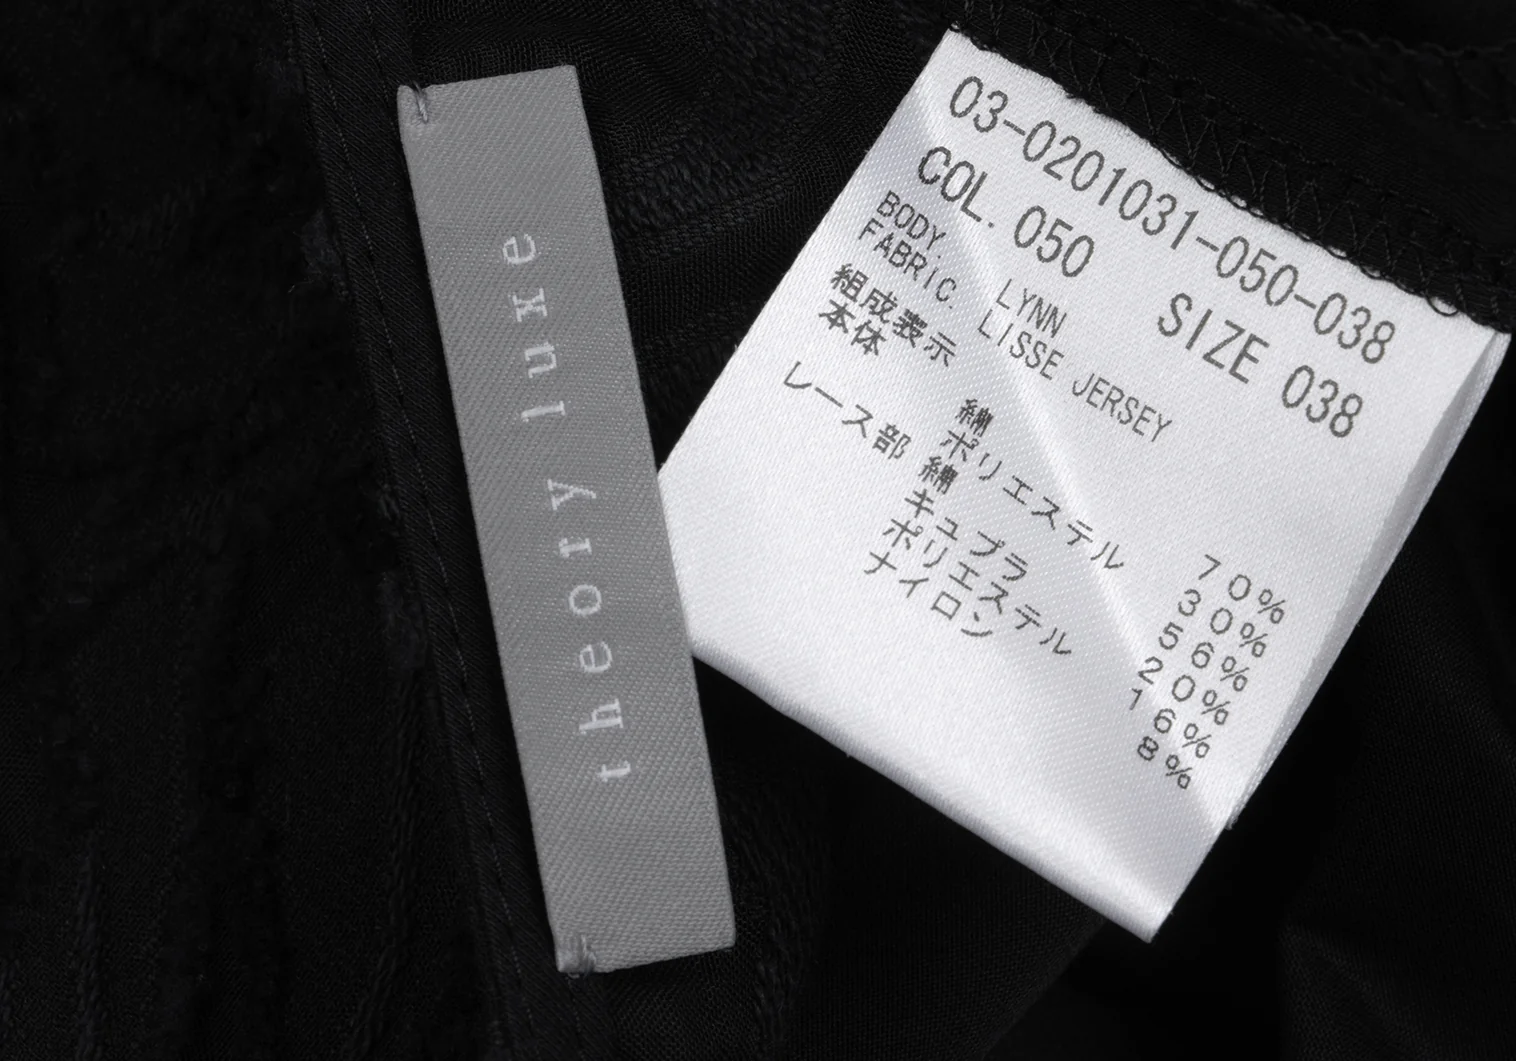 theory luxe
03-0201031-050-038
COL. 050 SIZE 038
BODY. LYNN
FABRIC. LISSE JERSEY
組成表示
本体
綿 70%
ポリエステル 30%
レース部 綿 56%
キュプラ 20%
ポリエステル 16%
ナイロン 8%